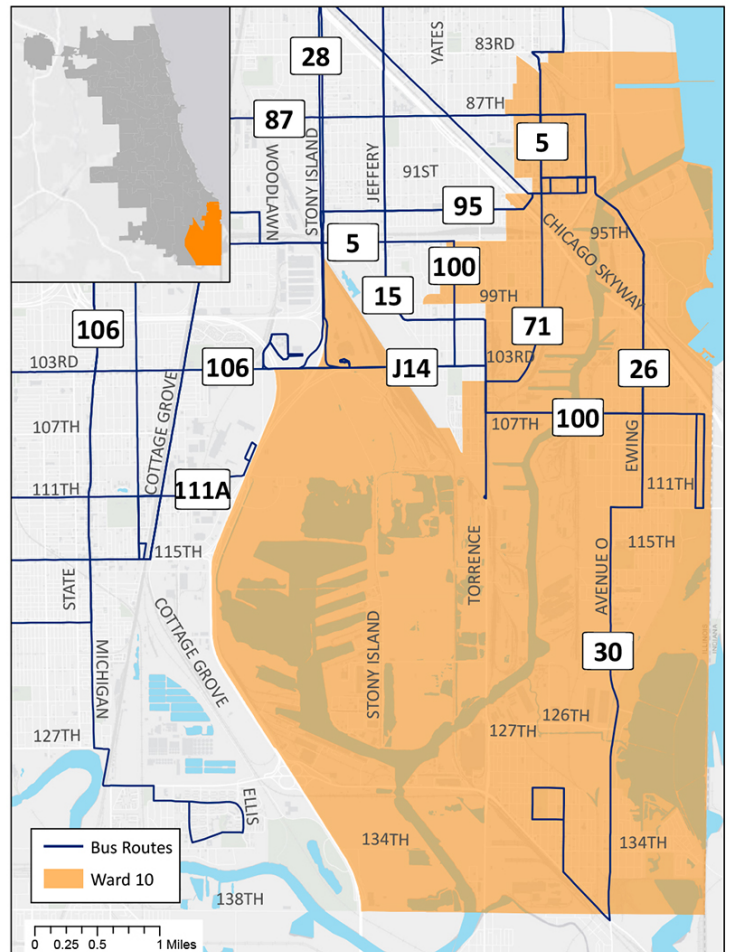 YATES
83RD
28
87TH
87
5
WOODLAWN
STONY ISLAND
JEFFERY
91ST
95
CHICAGO SKYWAY
95TH
5
100
15
99TH
71
106
103RD
106
J14
103RD
26
COTTAGE GROVE
107TH
107TH
100
EWING
111TH
111A
111TH
115TH
115TH
STATE
TORRENCE
AVENUE O
COTTAGE GROVE
STONY ISLAND
MICHIGAN
30
ILLINOIS
INDIANA
126TH
127TH
127TH
ELLIS
134TH
134TH
Bus Routes
Ward 10
138TH
0 0.25 0.5 1 Miles